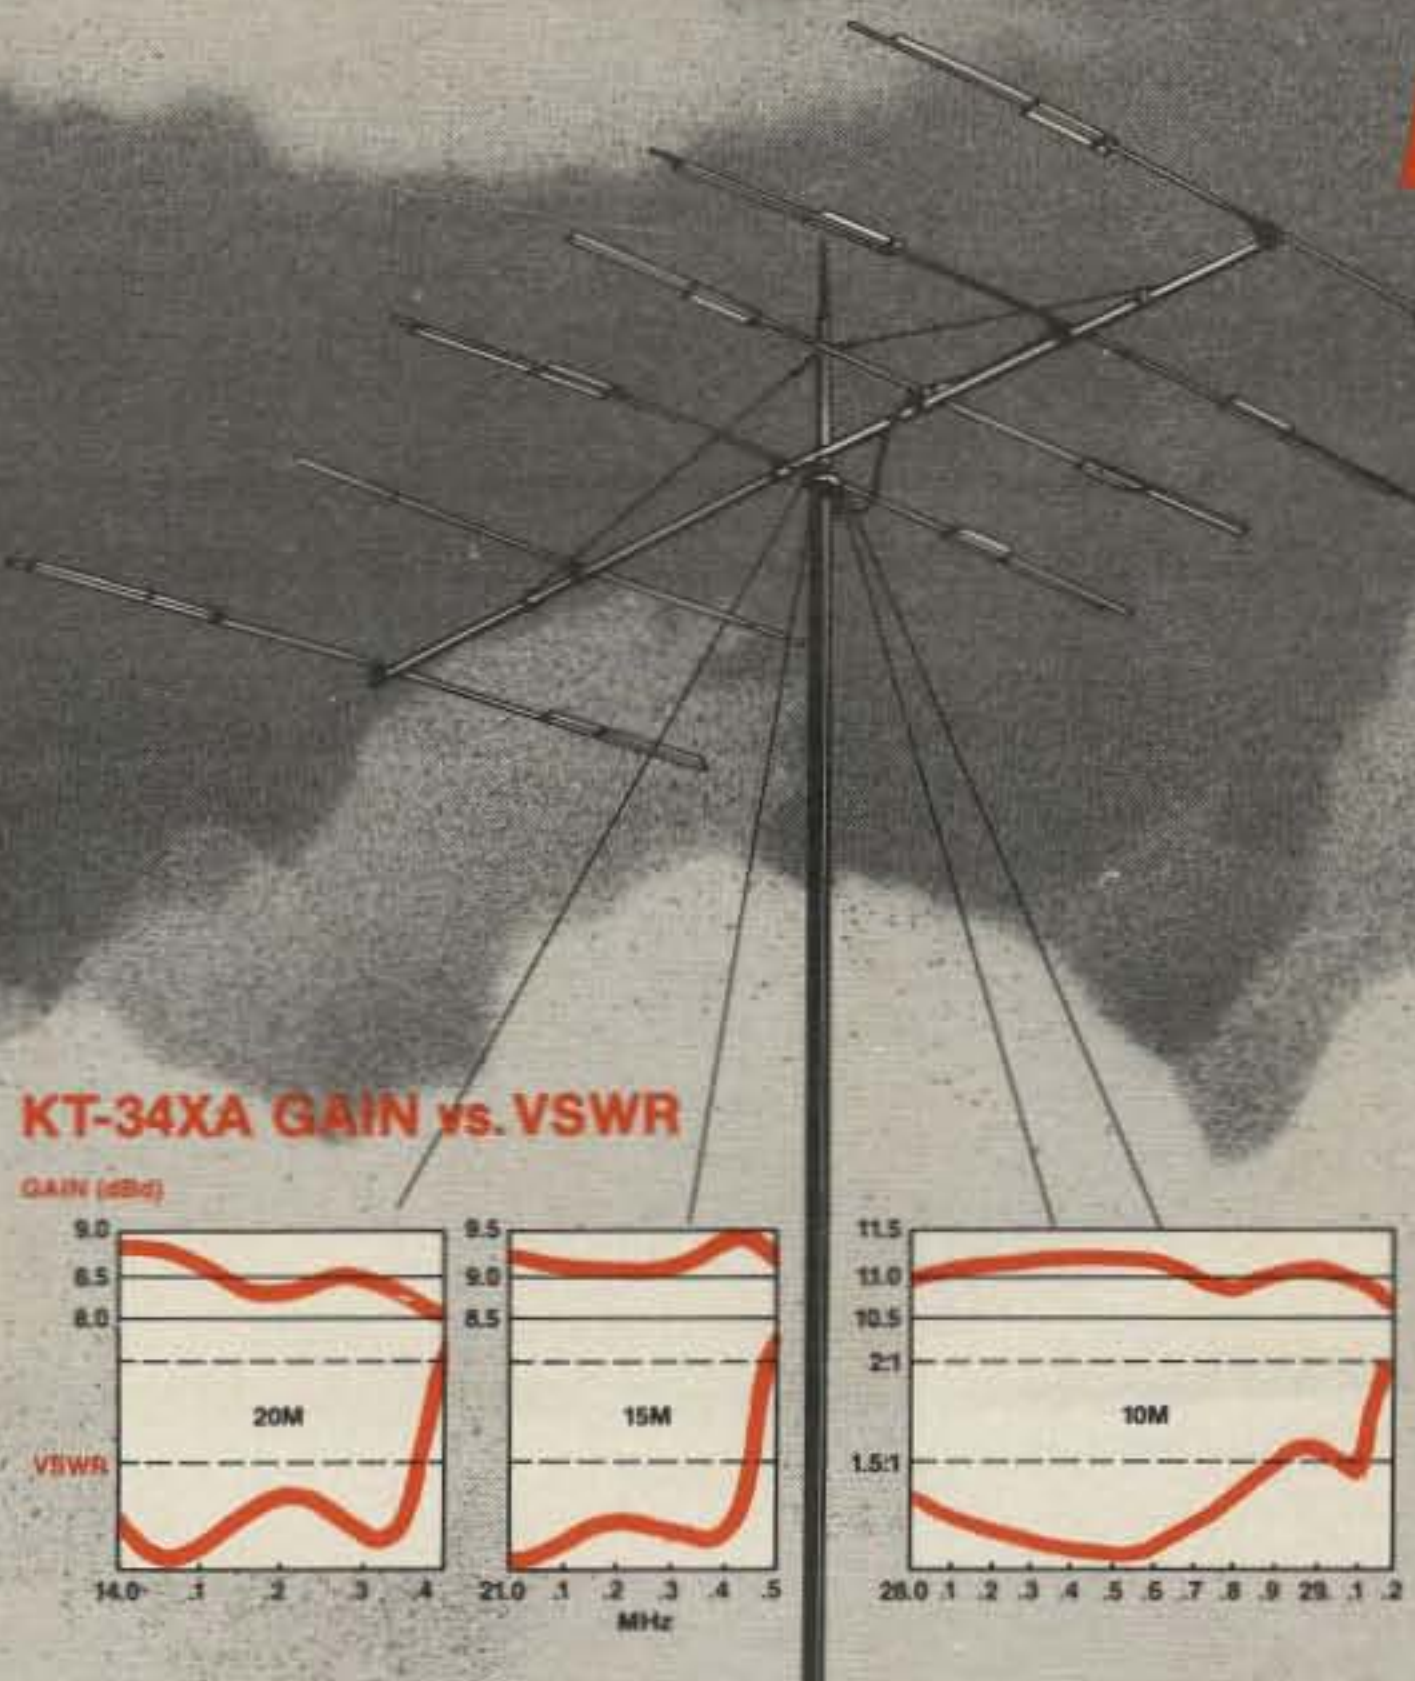 KT-34XA GAIN vs. VSWR
GAIN (dBd)
9.0
8.5
8.0
20M
VSWR
14.0 .1 .2 .3 .4
9.5
9.0
8.5
15M
21.0 .1 .2 .3 .4 .5
MHz
11.5
11.0
10.5
2:1
10M
1.5:1
28.0 .1 .2 .3 .4 .5 .6 .7 .8 .9 29. .1 .2